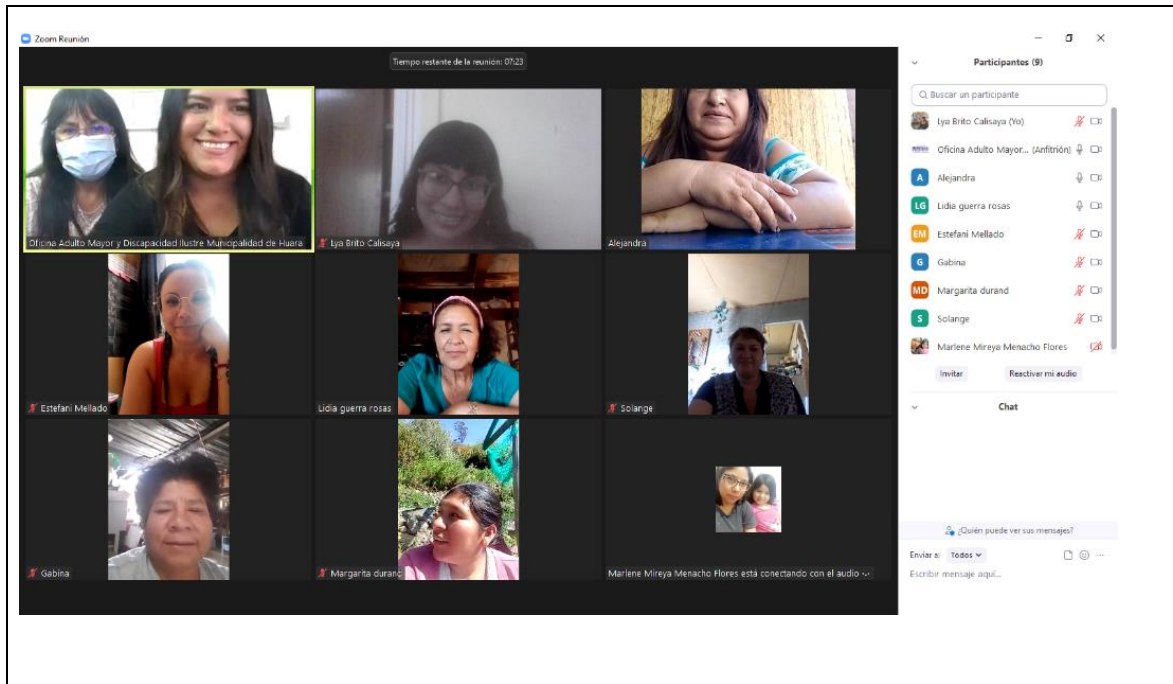 Zoom Reunión
Tiempo restante de la reunión: 07:23
Oficina Adulto Mayor y Discapacidad Ilustre Municipalidad de Huara
Lya Brito Calisaya
Alejandra
Estefani Mellado
Lidia guerra rosas
Solange
Gabina
Margarita durand
Marlene Mireya Menacho Flores está conectando con el audio
Participantes (9)
Buscar un participante
Lya Brito Calisaya (Yo)
Oficina Adulto Mayor... (Anfitrión)
A Alejandra
LG Lidia guerra rosas
EM Estefani Mellado
G Gabina
MD Margarita durand
S Solange
Marlene Mireya Menacho Flores
Invitar Reactivar mi audio
Chat
¿Quién puede ver sus mensajes?
Enviar a: Todos
Escribir mensaje aquí...